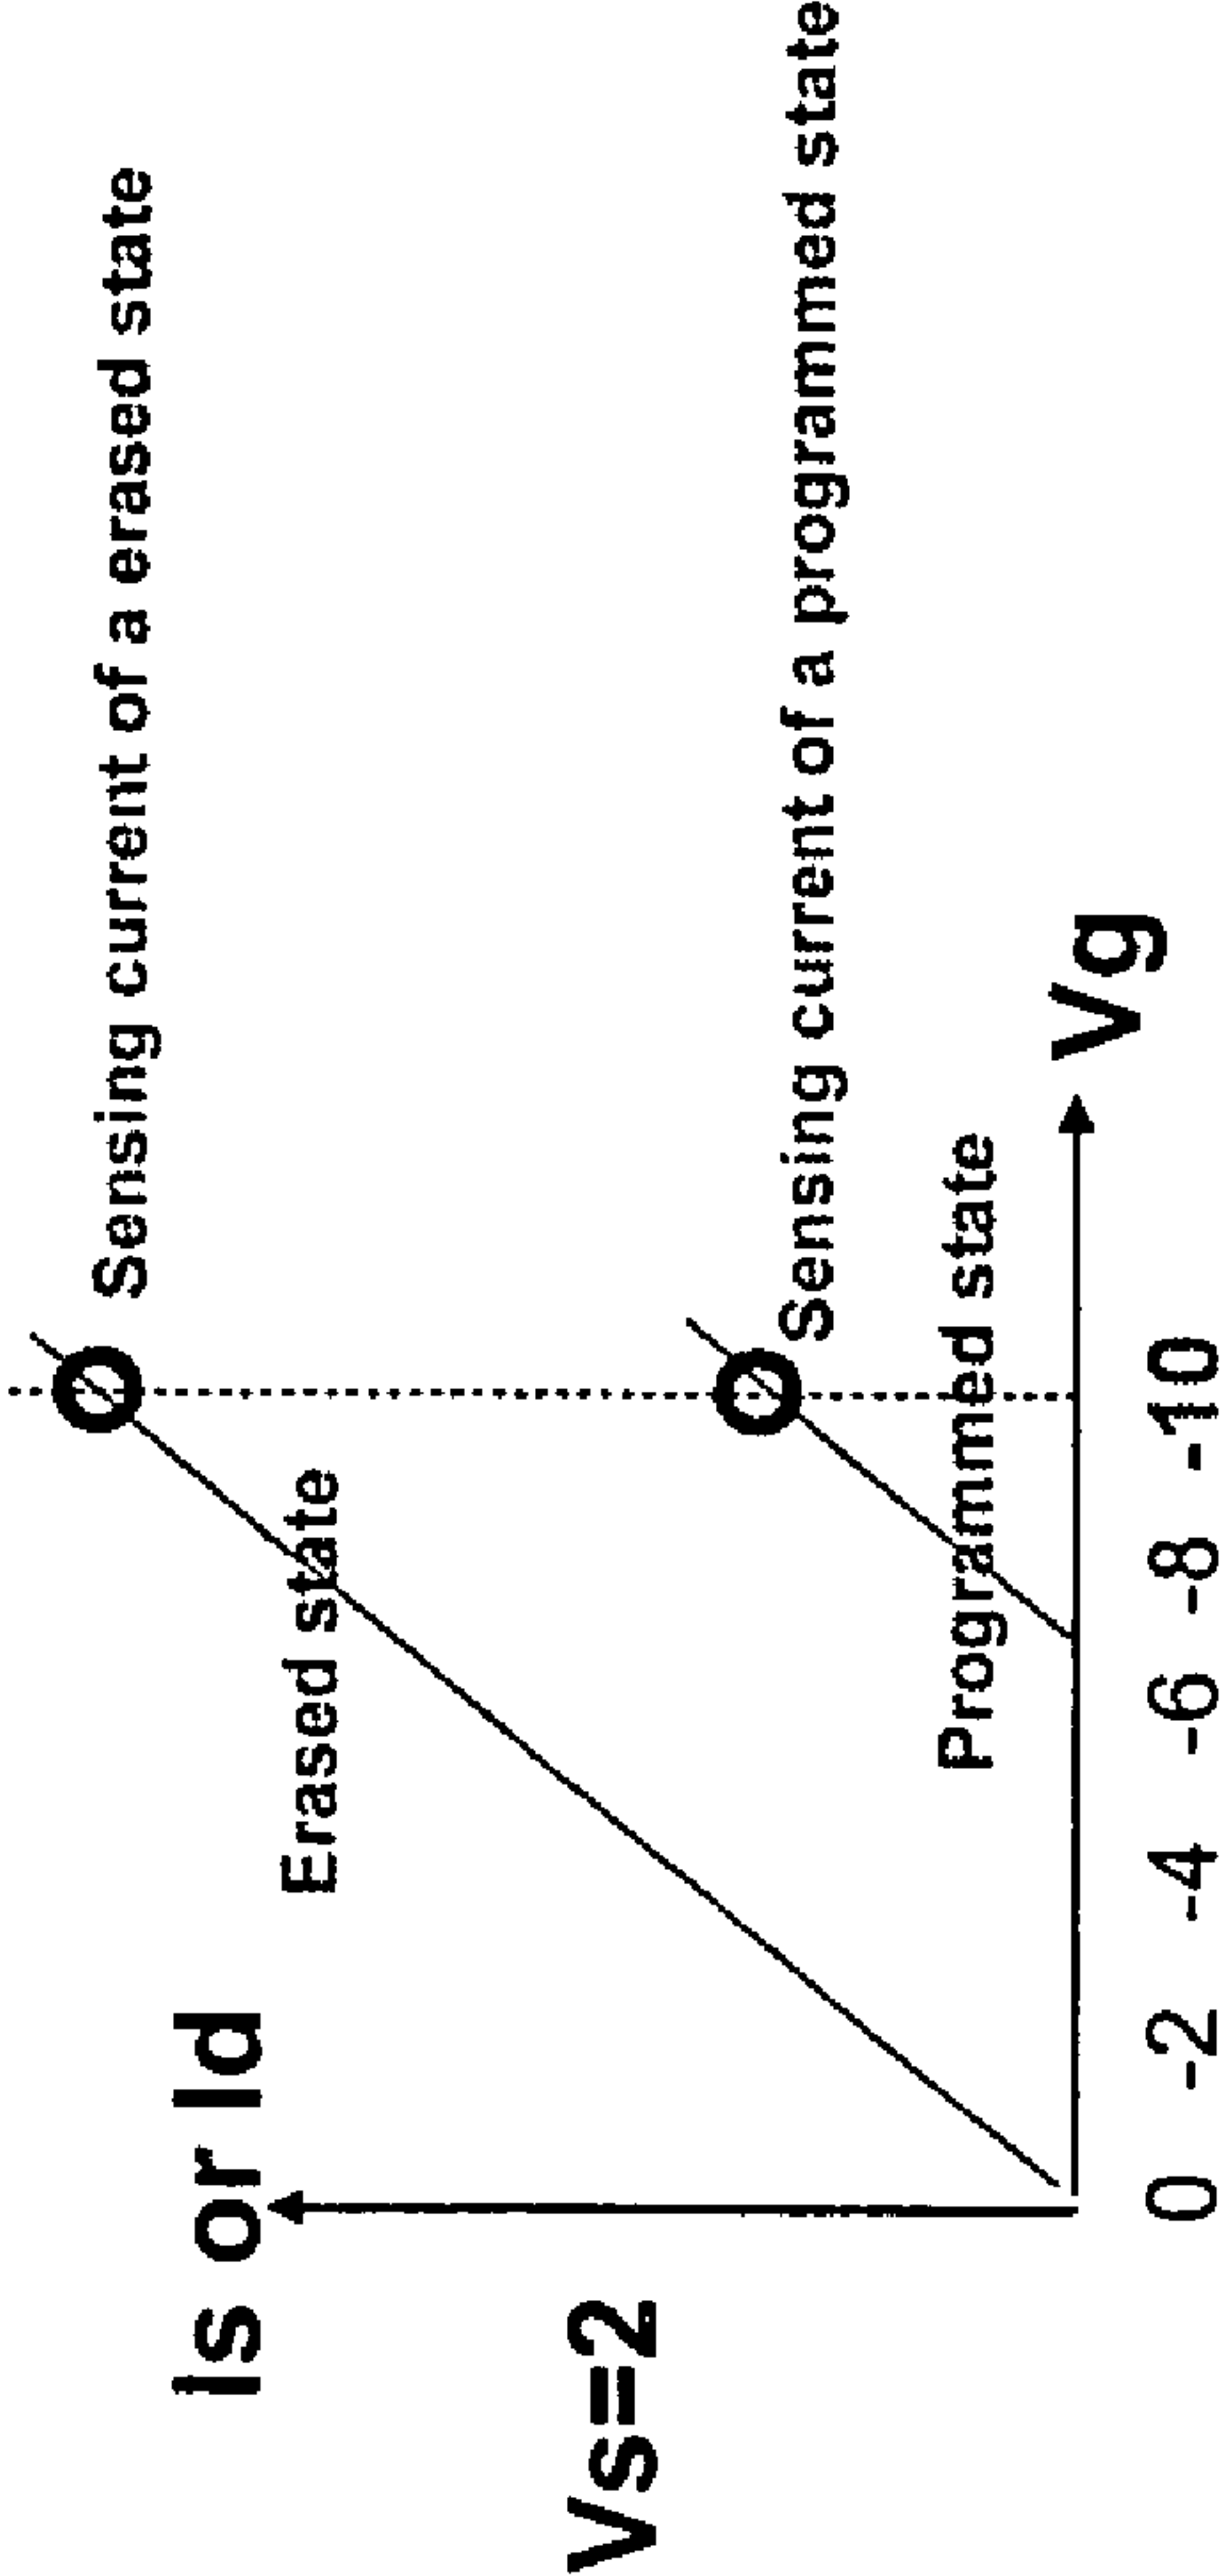 Is or Id
Vs=2
Sensing current of a erased state
Erased state
Sensing current of a programmed state
Programmed state
Vg
0 -2 -4 -6 -8 -10